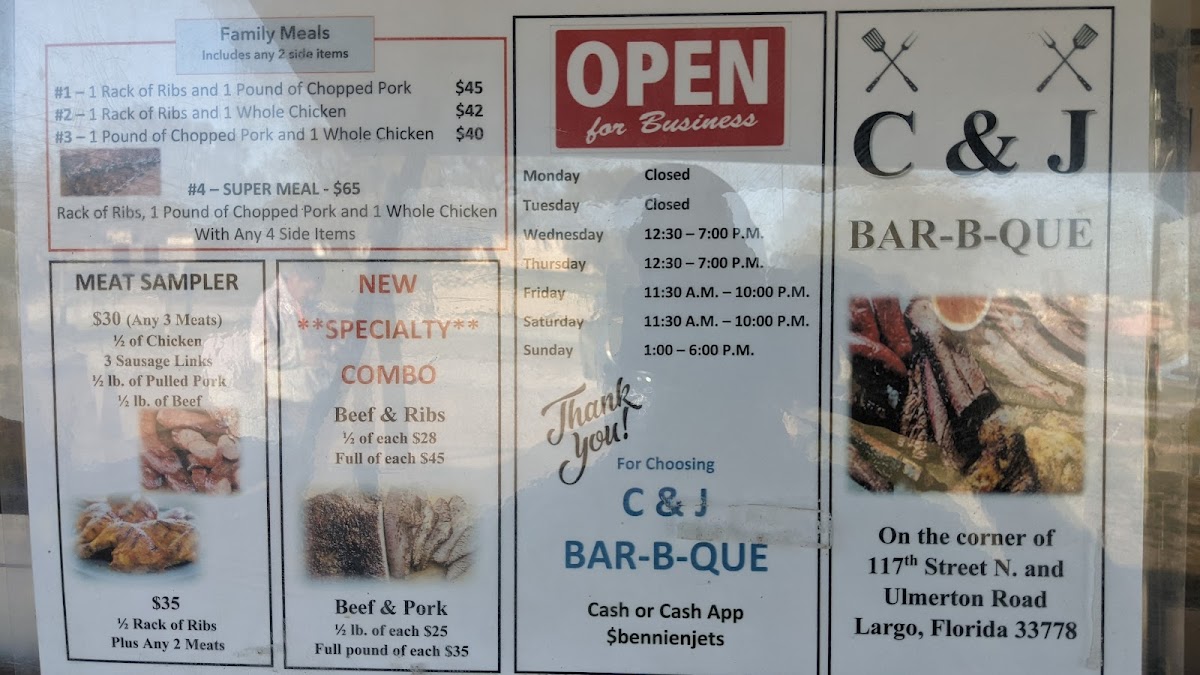 Family Meals
Includes any 2 side items
#1 – 1 Rack of Ribs and 1 Pound of Chopped Pork $45
#2 – 1 Rack of Ribs and 1 Whole Chicken $42
#3 – 1 Pound of Chopped Pork and 1 Whole Chicken $40
#4 – SUPER MEAL - $65
Rack of Ribs, 1 Pound of Chopped Pork and 1 Whole Chicken
With Any 4 Side Items
MEAT SAMPLER
$30 (Any 3 Meats)
½ of Chicken
3 Sausage Links
½ lb. of Pulled Pork
½ lb. of Beef
$35
½ Rack of Ribs
Plus Any 2 Meats
NEW
**SPECIALTY**
COMBO
Beef & Ribs
½ of each $28
Full of each $45
Beef & Pork
½ lb. of each $25
Full pound of each $35
OPEN
for Business
Monday Closed
Tuesday Closed
Wednesday 12:30 – 7:00 P.M.
Thursday 12:30 – 7:00 P.M.
Friday 11:30 A.M. – 10:00 P.M.
Saturday 11:30 A.M. – 10:00 P.M.
Sunday 1:00 – 6:00 P.M.
Thank
You!
For Choosing
C & J
BAR-B-QUE
Cash or Cash App
$bennienjets
C & J
BAR-B-QUE
On the corner of
117th Street N. and
Ulmerton Road
Largo, Florida 33778